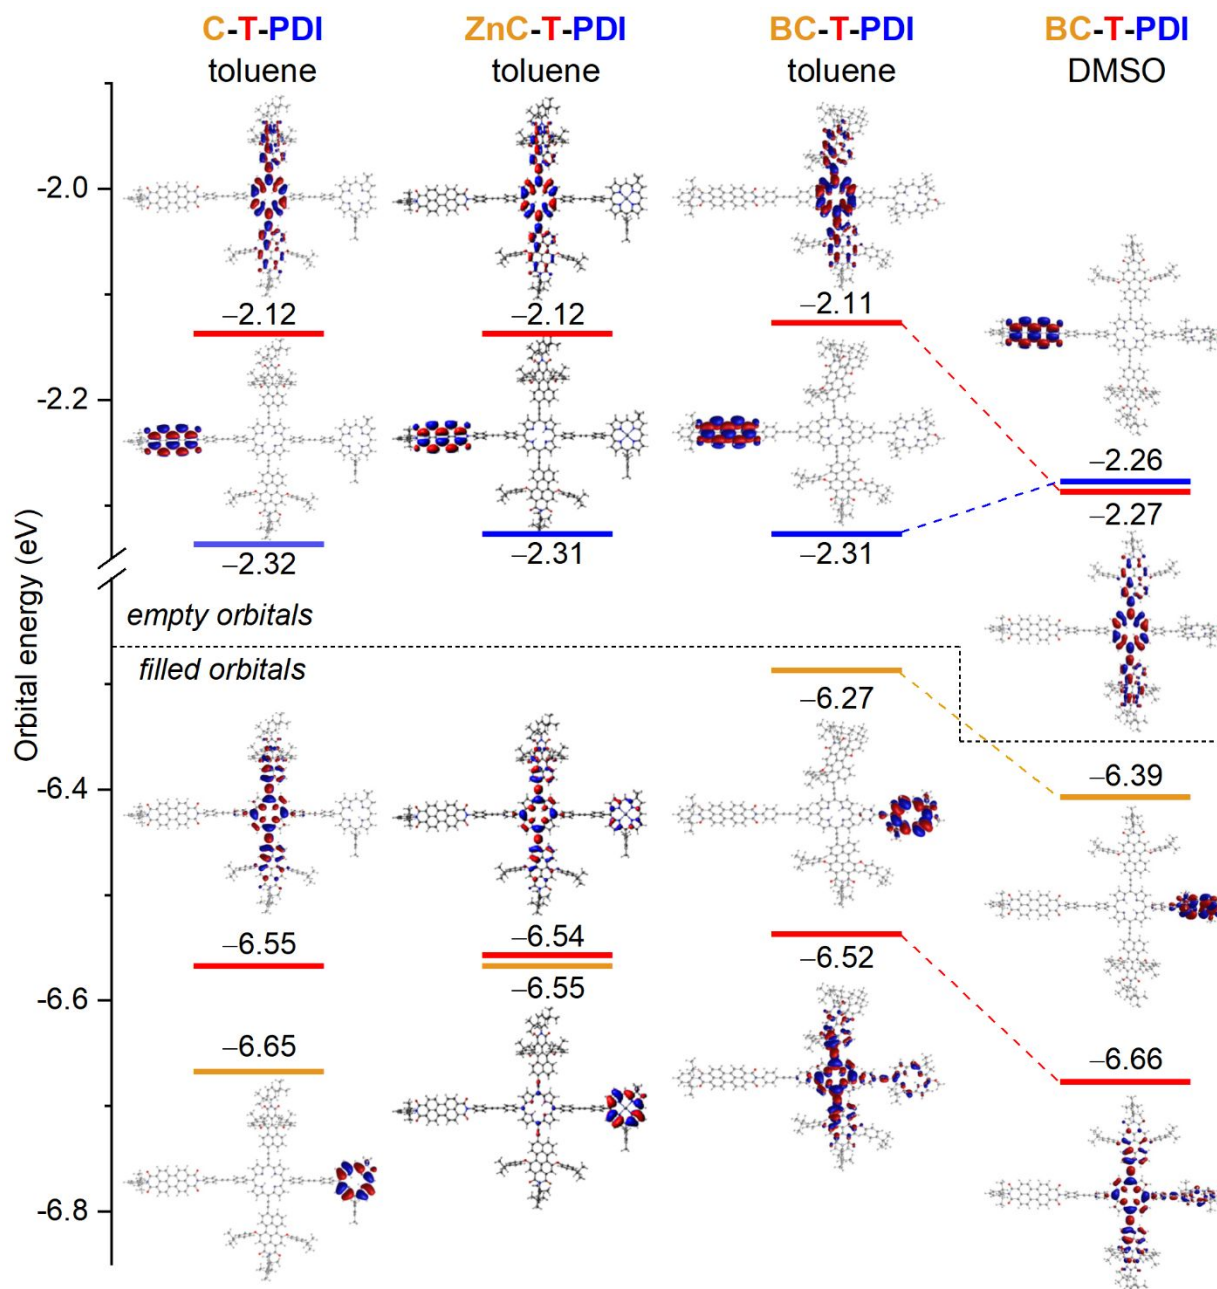 C-T-PDI ZnC-T-PDI BC-T-PDI BC-T-PDI
toluene toluene toluene DMSO
-2.0
−2.12 −2.12 −2.11
-2.2
−2.26
−2.27
−2.32 −2.31 −2.31
Orbital energy (eV)
empty orbitals
filled orbitals
−6.27
-6.4
−6.39
−6.55 −6.54 −6.52
−6.55
-6.6
−6.65 −6.66
-6.8